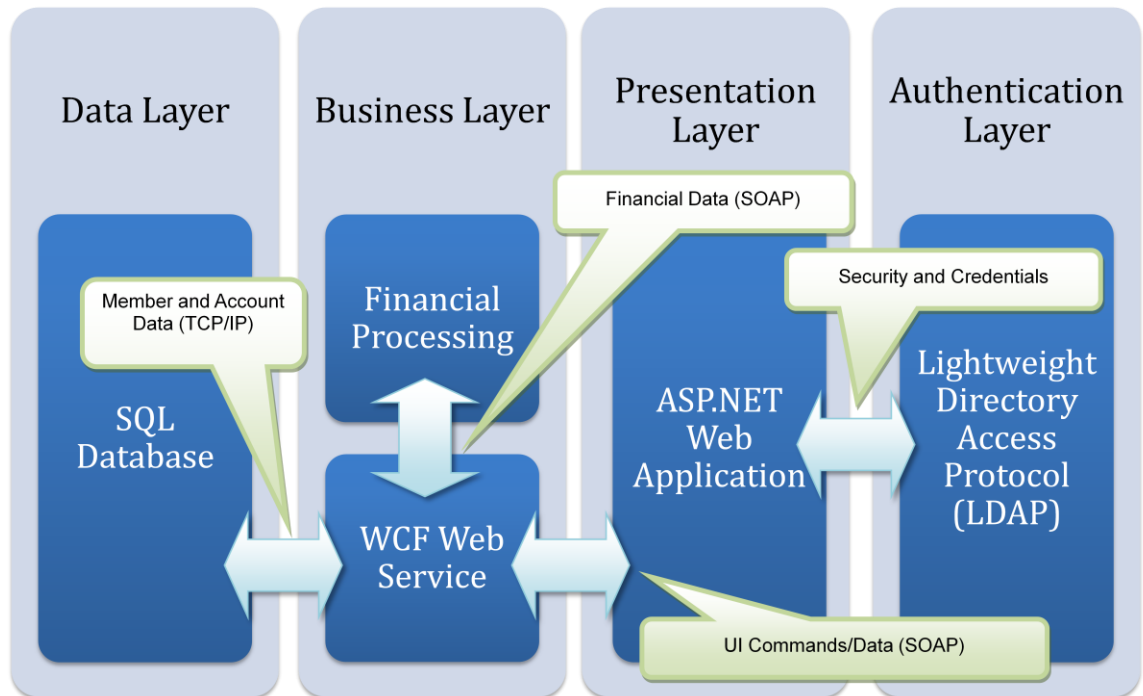 Data Layer
Business Layer
Presentation
Layer
Authentication
Layer
Financial Data (SOAP)
Security and Credentials
Member and Account
Data (TCP/IP)
Financial
Processing
SQL
Database
ASP.NET
Web
Application
Lightweight
Directory
Access
Protocol
(LDAP)
WCF Web
Service
UI Commands/Data (SOAP)